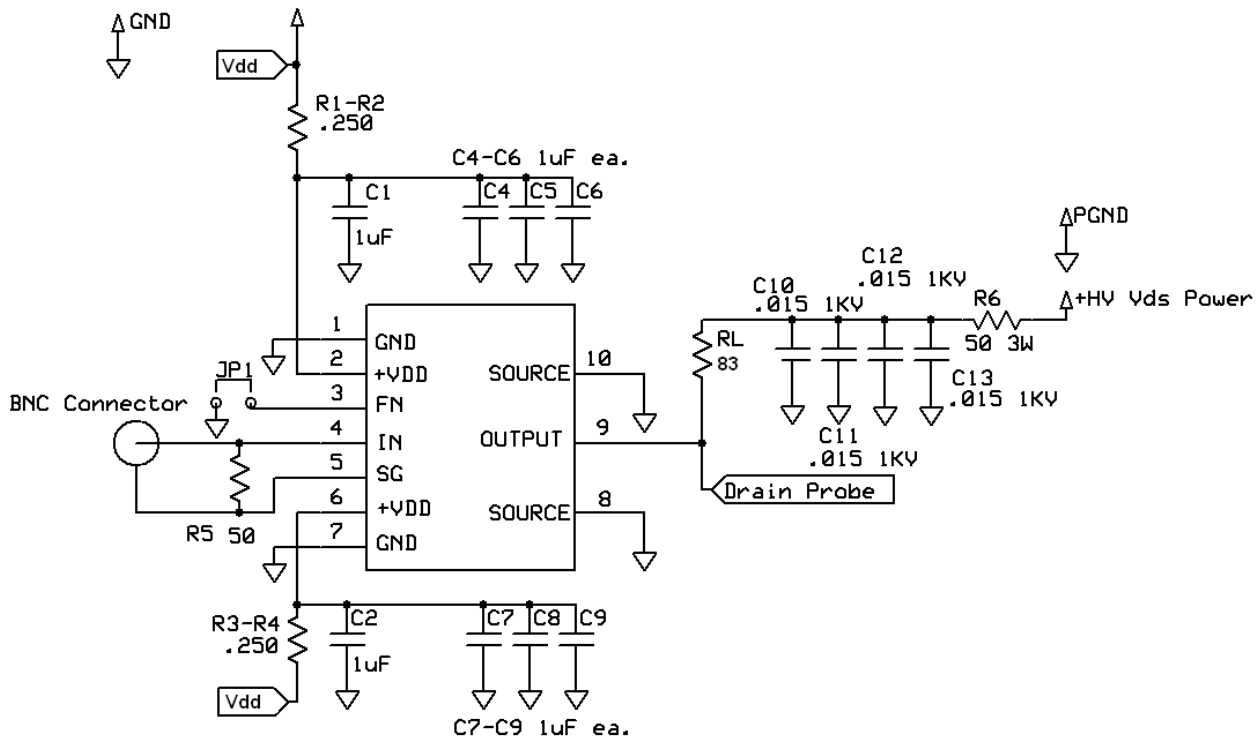 GND
Vdd
R1-R2
.250
C4-C6 1uF ea.
C1
1uF
C4
C5
C6
PGND
C12
.015 1KV
C10
.015 1KV
R6
50 3W
+HV Vds Power
RL
83
C13
.015 1KV
C11
.015 1KV
1
GND
2
+VDD
JP1
3
FN
BNC Connector
4
IN
5
SG
6
+VDD
R5 50
7
GND
SOURCE
10
OUTPUT
9
Drain Probe
SOURCE
8
R3-R4
.250
C2
1uF
C7
C8
C9
Vdd
C7-C9 1uF ea.